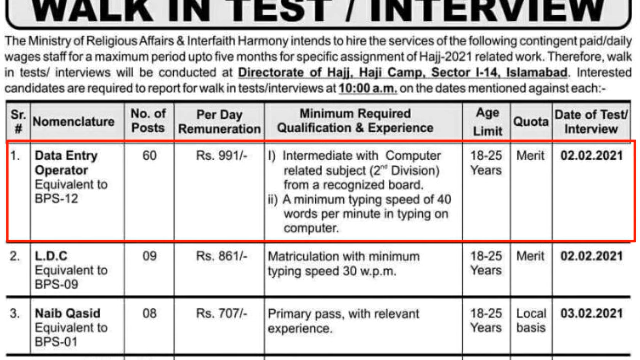 WALK IN TEST / INTERVIEW
The Ministry of Religious Affairs & Interfaith Harmony intends to hire the services of the following contingent paid/daily
wages staff for a maximum period upto five months for specific assignment of Hajj-2021 related work. Therefore, walk
in tests/ interviews will be conducted at Directorate of Hajj, Haji Camp, Sector I-14, Islamabad. Interested
candidates are required to report for walk in tests/interviews at 10:00 a.m. on the dates mentioned against each:-
Sr. # Nomenclature No. of Posts Per Day Remuneration Minimum Required Qualification & Experience Age Limit Quota Date of Test/ Interview
1. Data Entry 60 Rs. 991/- I) Intermediate with Computer 18-25 Merit 02.02.2021
Operator related subject (2nd Division) Years
Equivalent to from a recognized board.
BPS-12 ii) A minimum typing speed of 40
words per minute in typing on
computer.
2. L.D.C 09 Rs. 861/- Matriculation with minimum 18-25 Merit 02.02.2021
Equivalent to typing speed 30 w.p.m. Years
BPS-09
3. Naib Qasid 08 Rs. 707/- Primary pass, with relevant 18-25 Local 03.02.2021
Equivalent to experience. Years basis
BPS-01